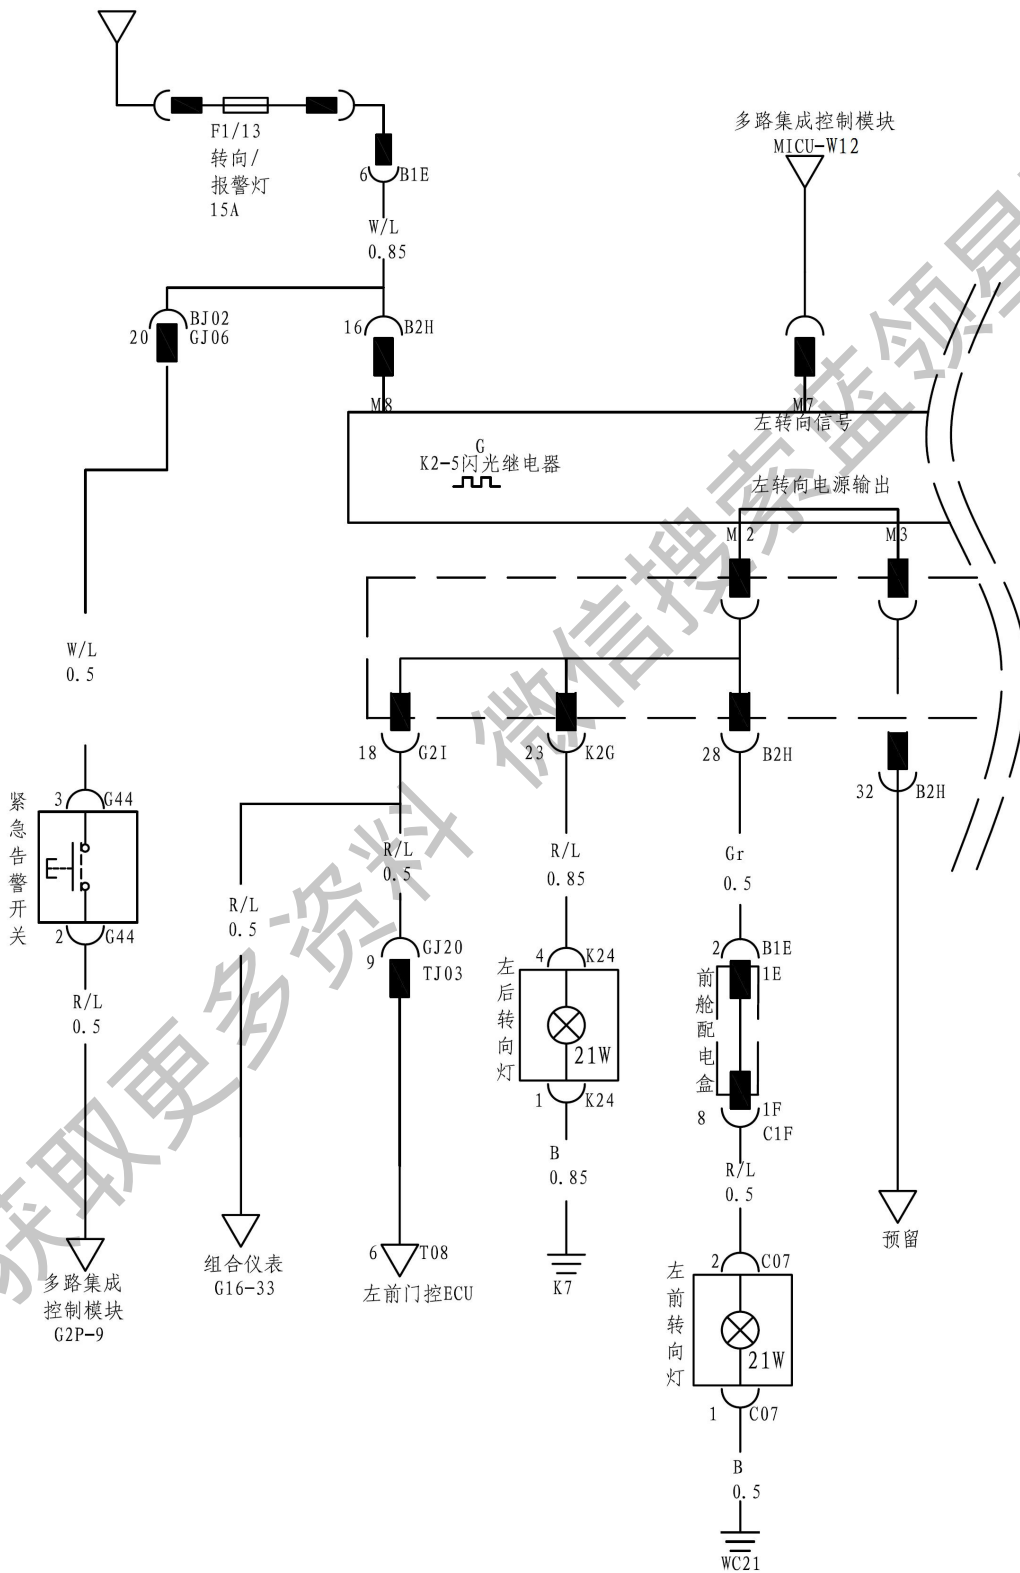 F1/13
转向/
报警灯
15A
6 B1E
W/L
0.85
多路集成控制模块
MICU-W12
20 BJ02
GJ06
16 B2H
M8
M7
左转向信号
G
K2-5闪光继电器
左转向电源输出
M2
M3
W/L
0.5
18 G2I
23 K2G
28 B2H
32 B2H
紧急告警开关
3 G44
2 G44
R/L
0.5
R/L
0.5
R/L
0.5
R/L
0.85
Gr
0.5
9 GJ20
TJ03
左后转向灯
4 K24
21W
1 K24
B
0.85
K7
2 B1E
1E
前舱配电盒
8 1F
C1F
R/L
0.5
预留
多路集成
控制模块
G2P-9
组合仪表
G16-33
6 T08
左前门控ECU
2 C07
左前转向灯
21W
1 C07
B
0.5
WC21
获取更多资料 微信搜索蓝领星